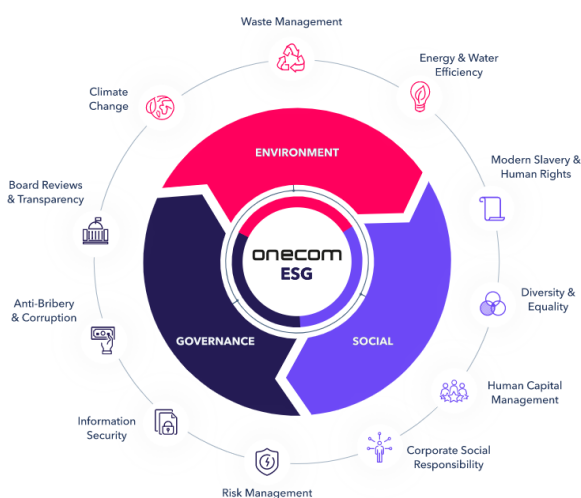 Waste Management
Energy & Water
Efficiency
Climate
Change
ENVIRONMENT
Modern Slavery &
Human Rights
Board Reviews
& Transparency
onecom
ESG
Diversity &
Equality
Anti-Bribery
& Corruption
GOVERNANCE
SOCIAL
Human Capital
Management
Information
Security
Corporate Social
Responsibility
Risk Management